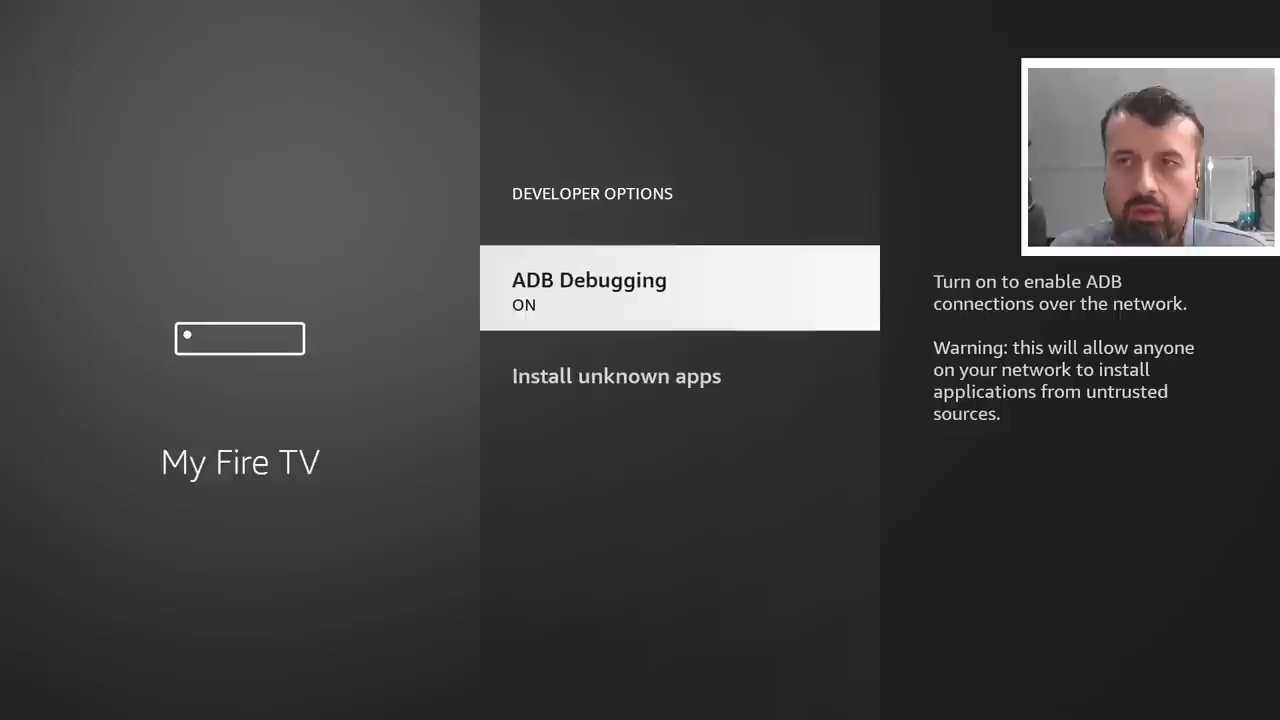 DEVELOPER OPTIONS
ADB Debugging
ON
Install unknown apps
My Fire TV
Turn on to enable ADB
connections over the network.
Warning: this will allow anyone
on your network to install
applications from untrusted
sources.